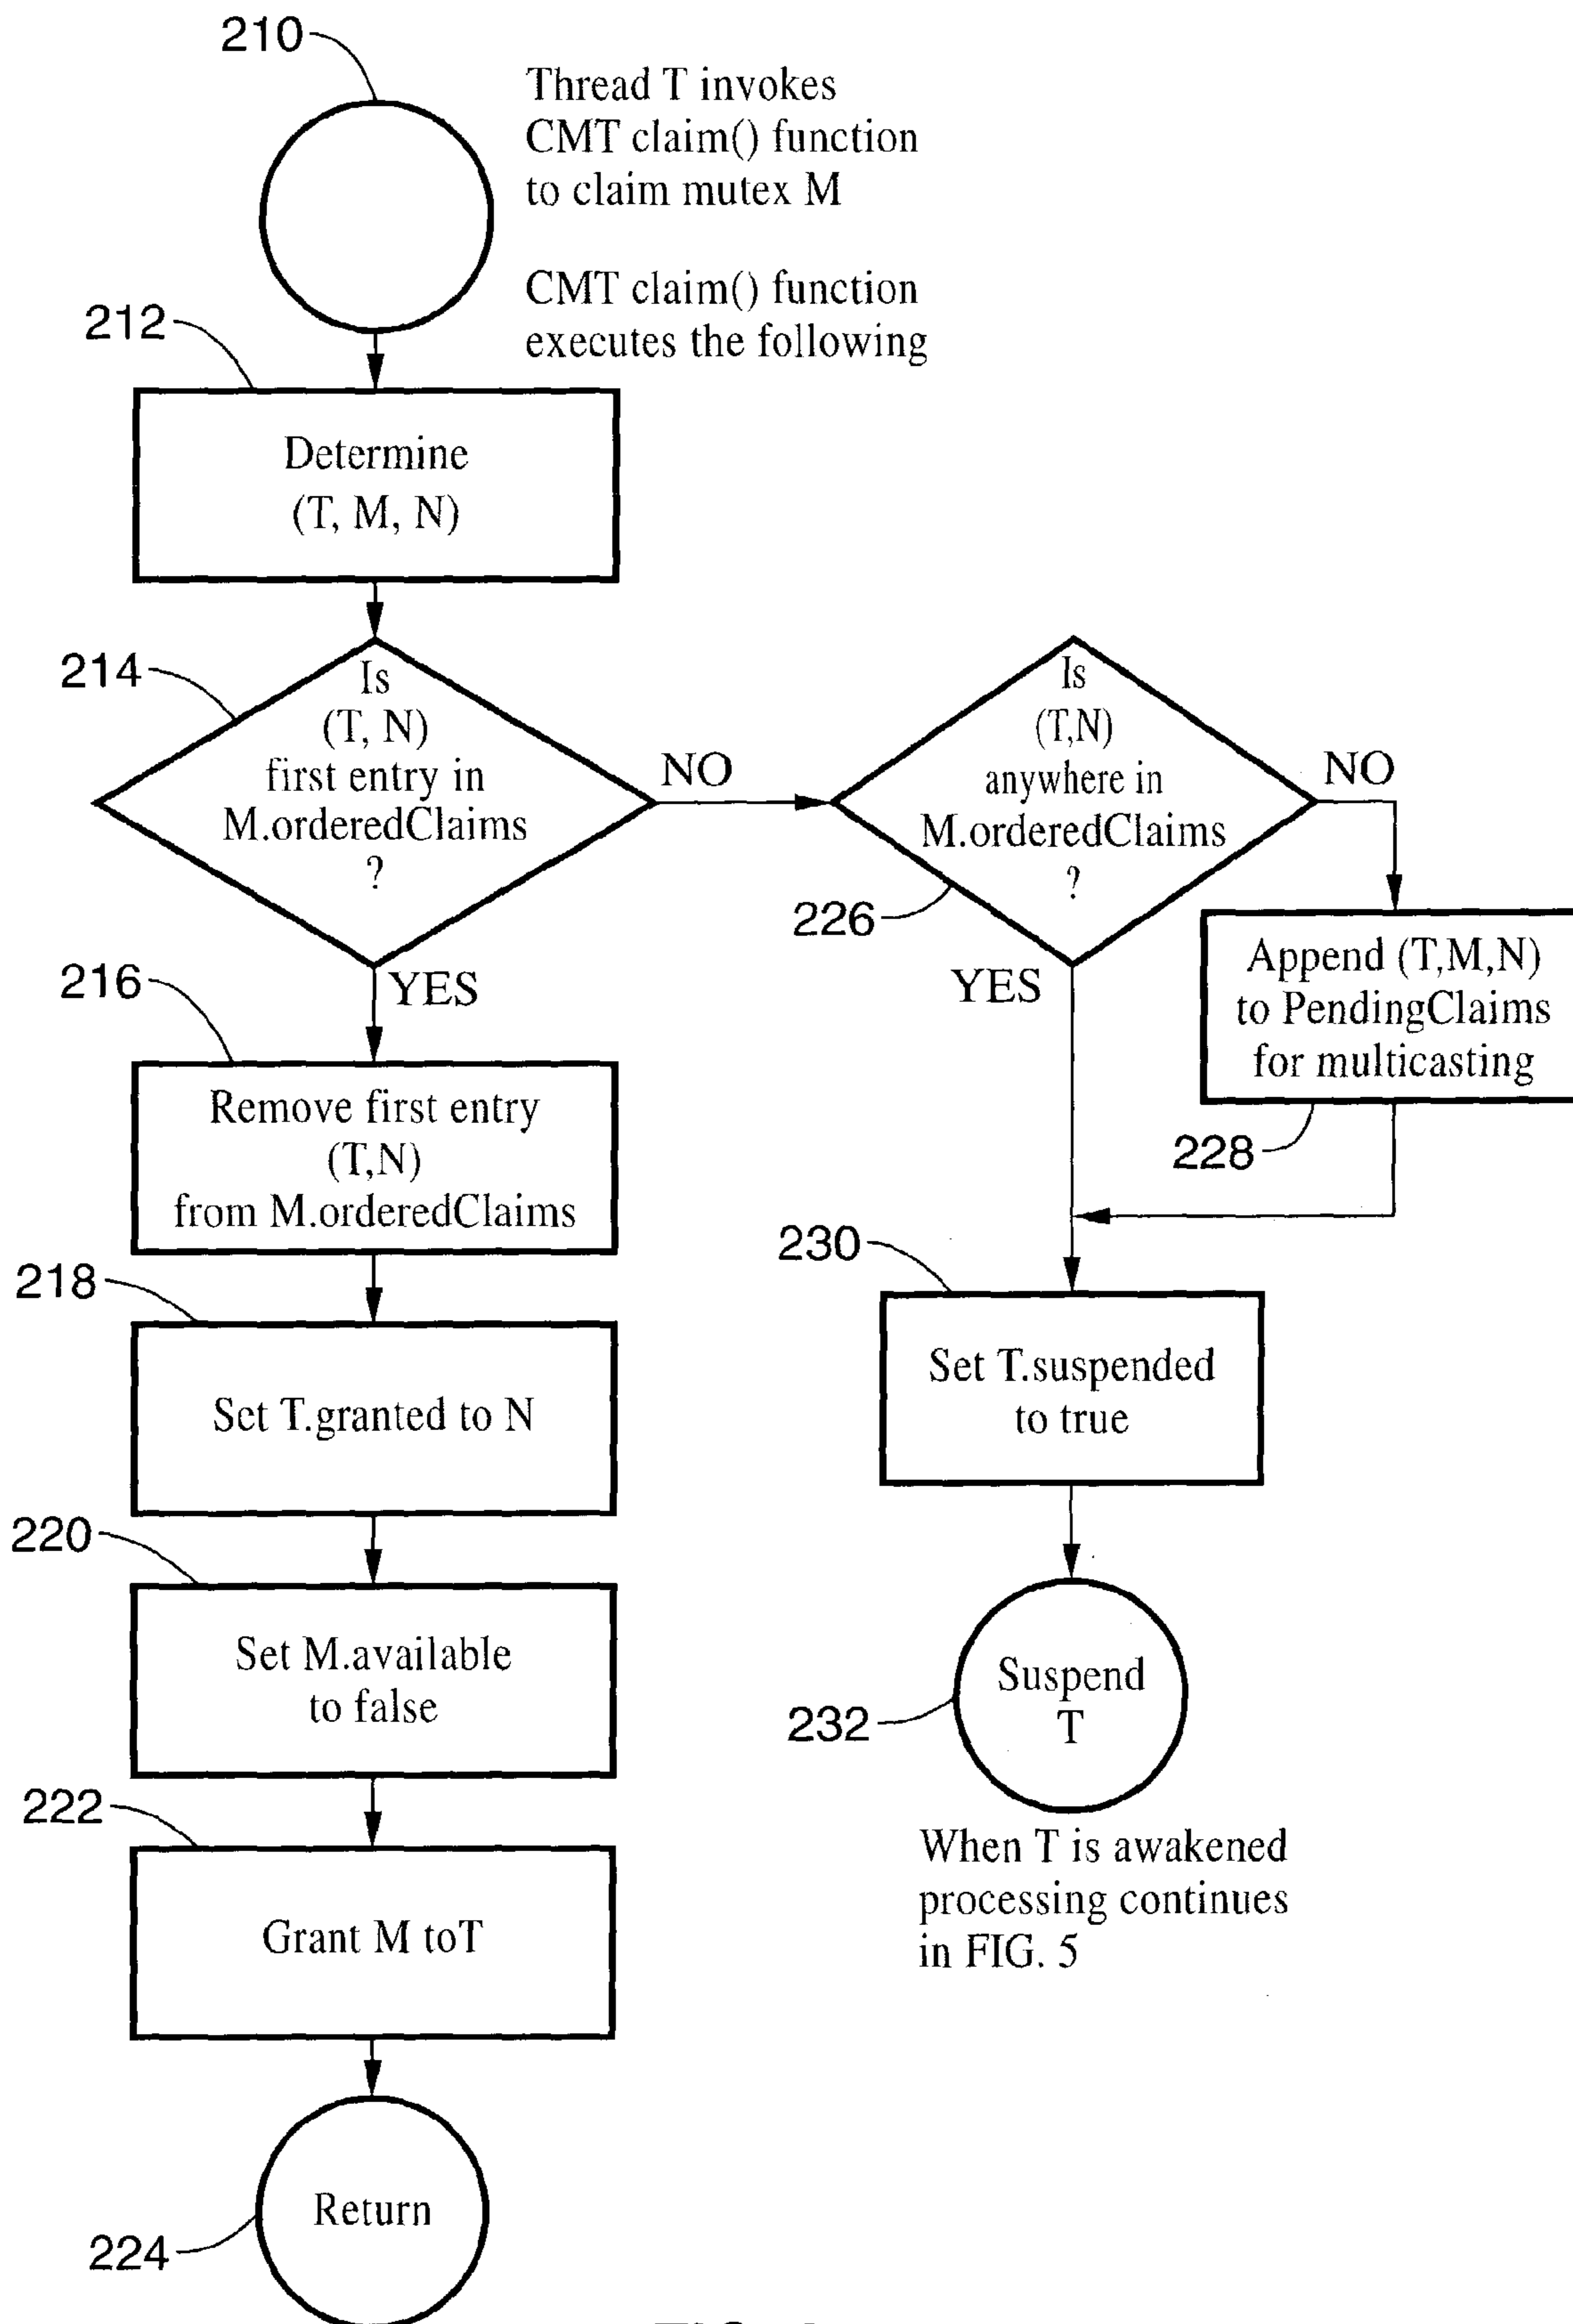 210
Thread T invokes
CMT claim() function
to claim mutex M
CMT claim() function
executes the following
212
Determine
(T, M, N)
214
Is
(T, N)
first entry in
M.orderedClaims
?
NO
Is
(T,N)
anywhere in
M.orderedClaims
?
NO
226
YES
216
YES
Append (T,M,N)
to PendingClaims
for multicasting
228
Remove first entry
(T,N)
from M.orderedClaims
218
Set T.granted to N
230
Set T.suspended
to true
220
Set M.available
to false
Suspend
T
232
When T is awakened
processing continues
in FIG. 5
222
Grant M toT
Return
224